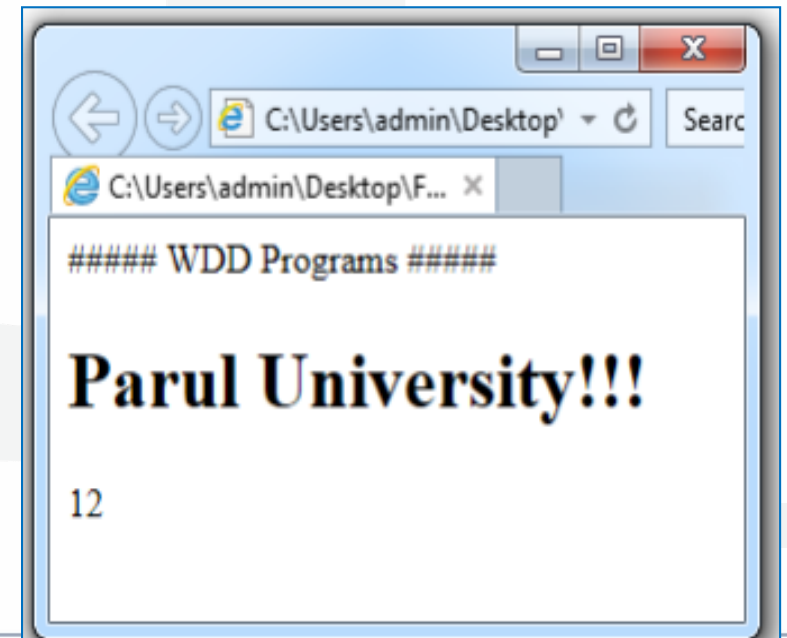 C:\Users\admin\Desktop' Searc
C:\Users\admin\Desktop\F...
##### WDD Programs #####
Parul University!!!
12